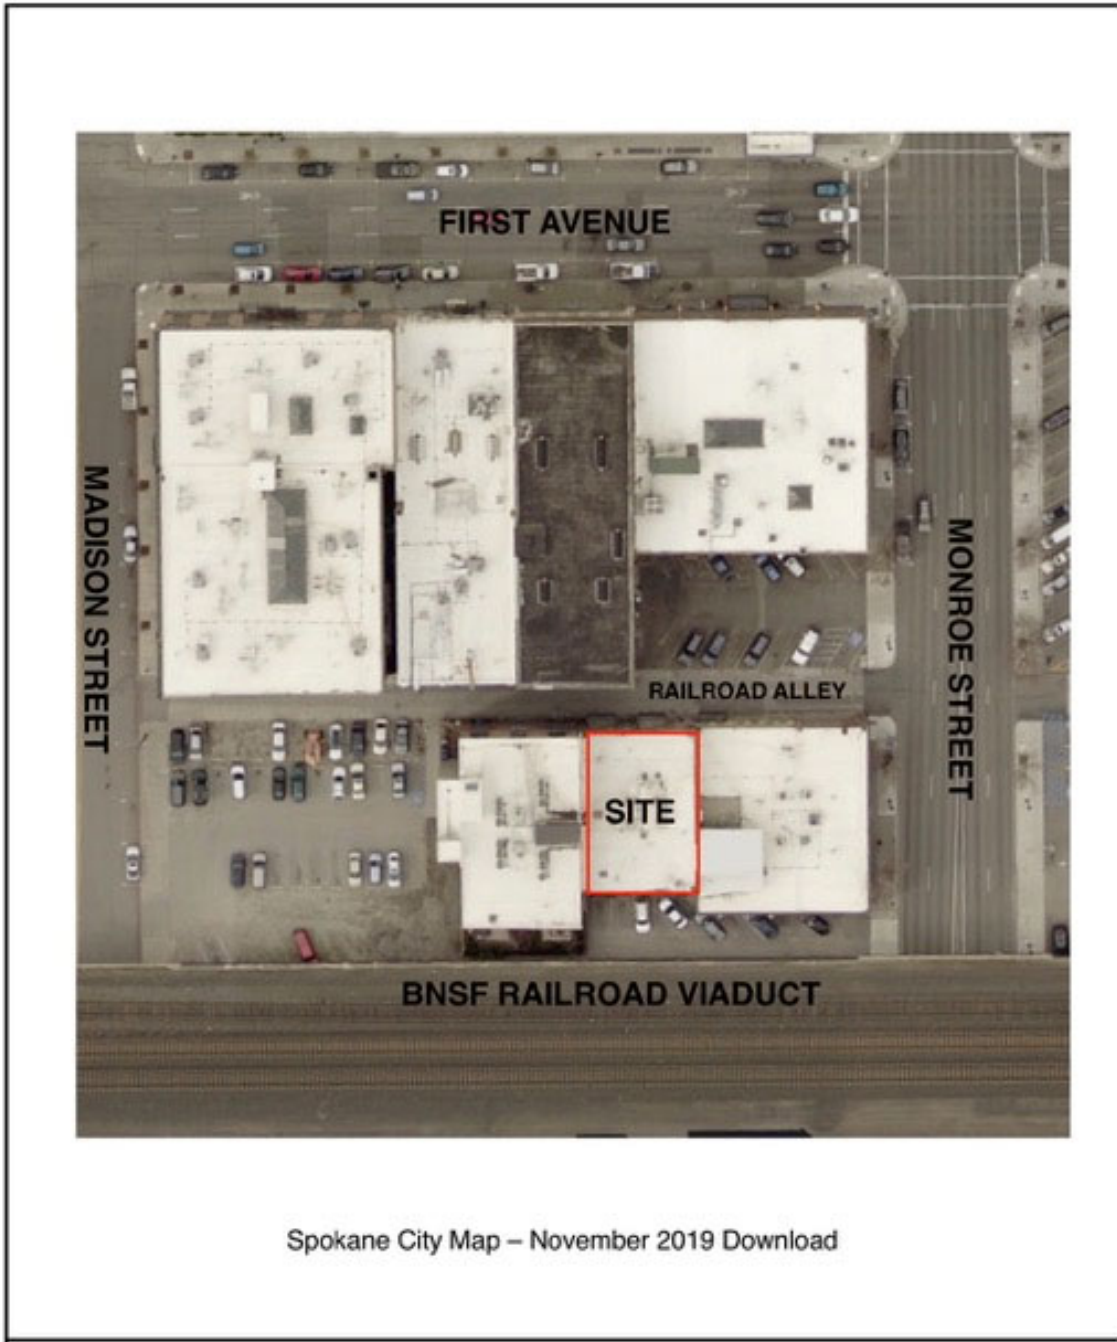 FIRST AVENUE
MADISON STREET
MONROE STREET
RAILROAD ALLEY
SITE
BNSF RAILROAD VIADUCT
Spokane City Map – November 2019 Download